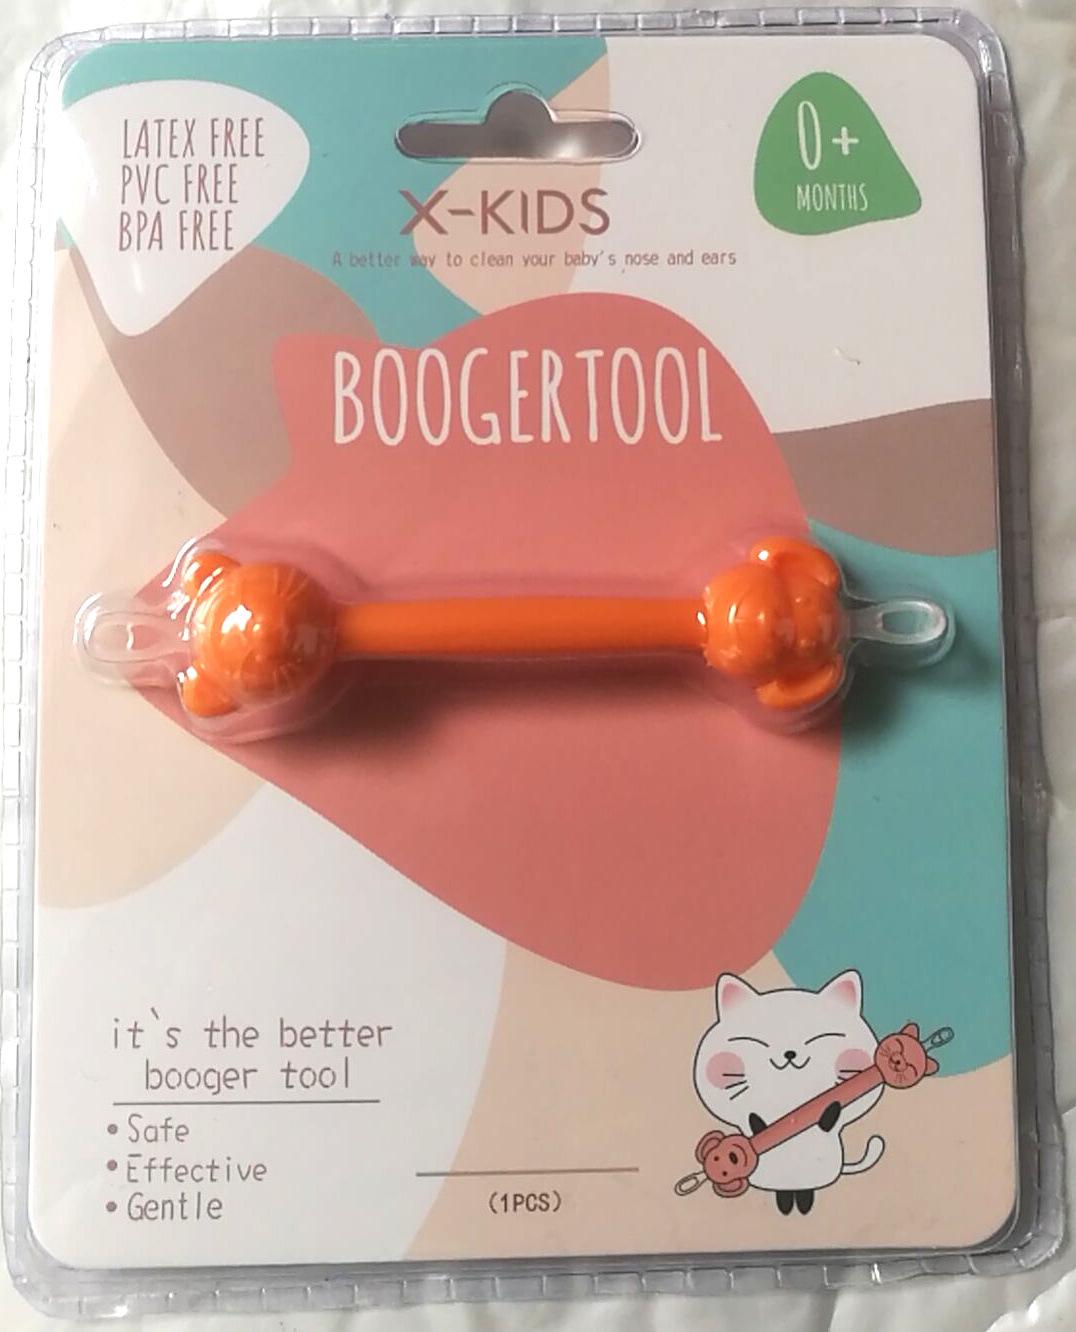 LATEX FREE
PVC FREE
BPA FREE
0+
MONTHS
X-KIDS
A better way to clean your baby's nose and ears
BOOGERTOOL
it`s the better
booger tool
• Safe
• Effective
• Gentle
(1PCS)